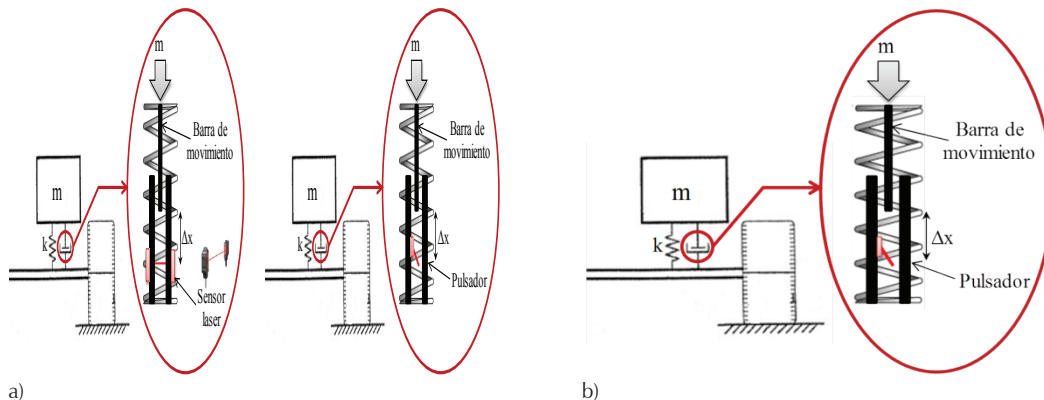 m
Barra de
movimiento
m
k
Δx
Sensor
laser
m
Barra de
movimiento
m
k
Δx
Pulsador
a)
m
Barra de
movimiento
m
k
Δx
Pulsador
b)